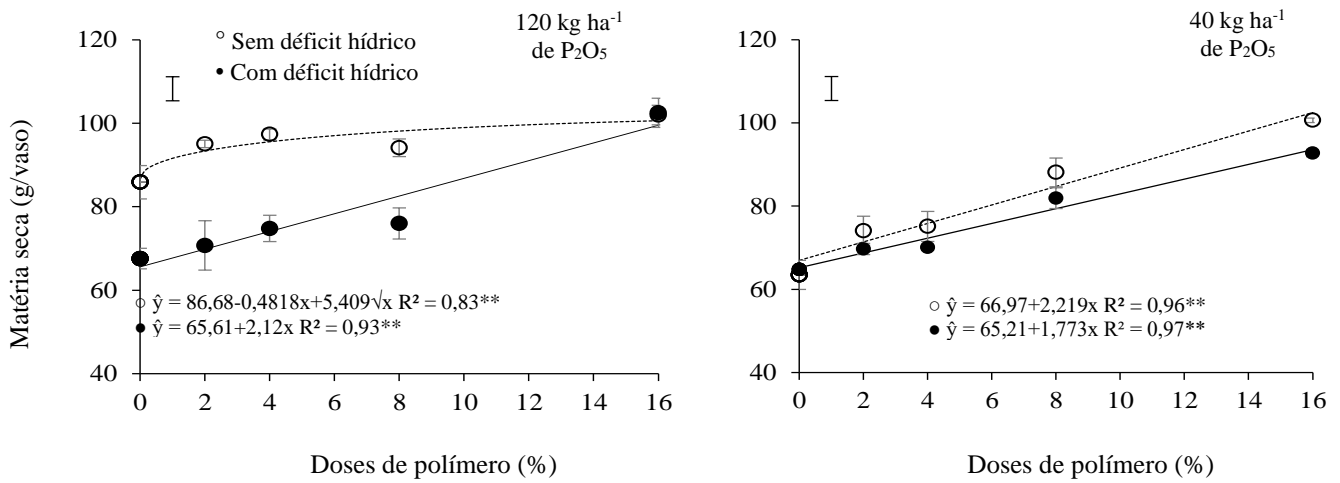 120 kg ha⁻¹
de P₂O₅
○ Sem déficit hídrico
• Com déficit hídrico
120
100
80
60
40
Matéria seca (g/vaso)
○ ŷ = 86,68-0,4818x+5,409√x R² = 0,83**
● ŷ = 65,61+2,12x R² = 0,93**
0 2 4 6 8 10 12 14 16
Doses de polímero (%)
40 kg ha⁻¹
de P₂O₅
120
100
80
60
40
○ ŷ = 66,97+2,219x R² = 0,96**
● ŷ = 65,21+1,773x R² = 0,97**
0 2 4 6 8 10 12 14 16
Doses de polímero (%)